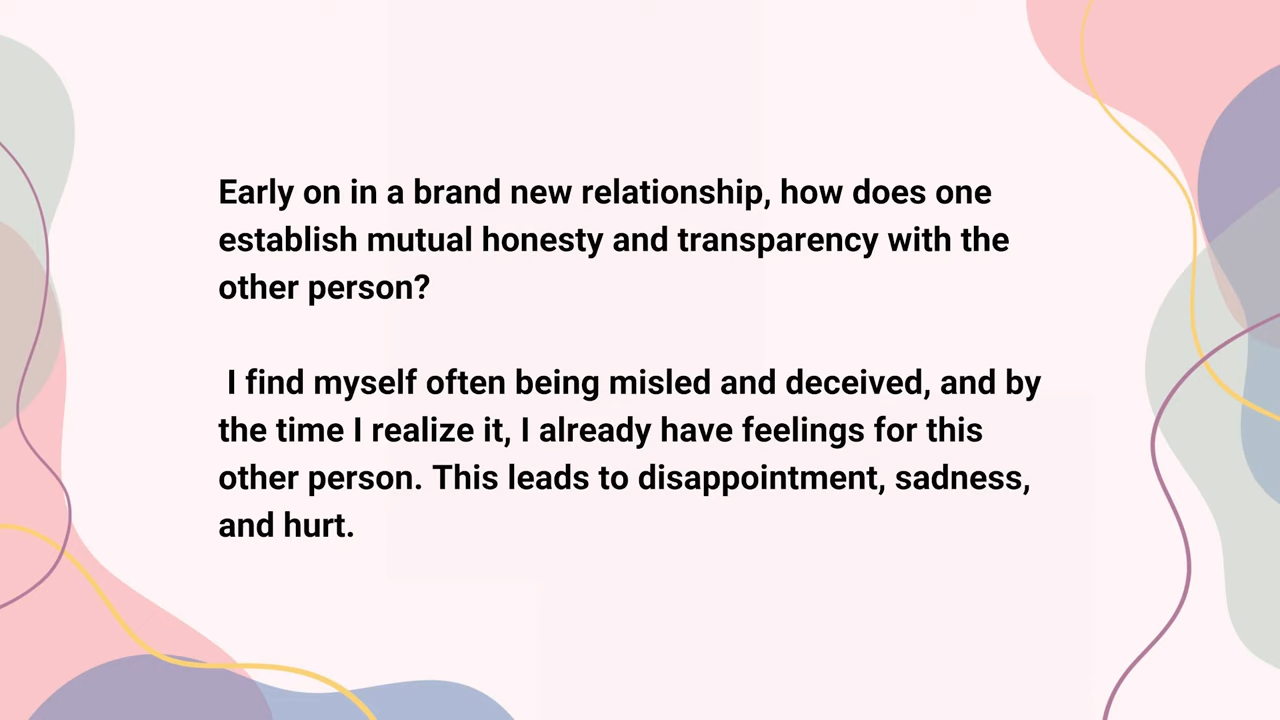 Early on in a brand new relationship, how does one
establish mutual honesty and transparency with the
other person?
I find myself often being misled and deceived, and by
the time I realize it, I already have feelings for this
other person. This leads to disappointment, sadness,
and hurt.